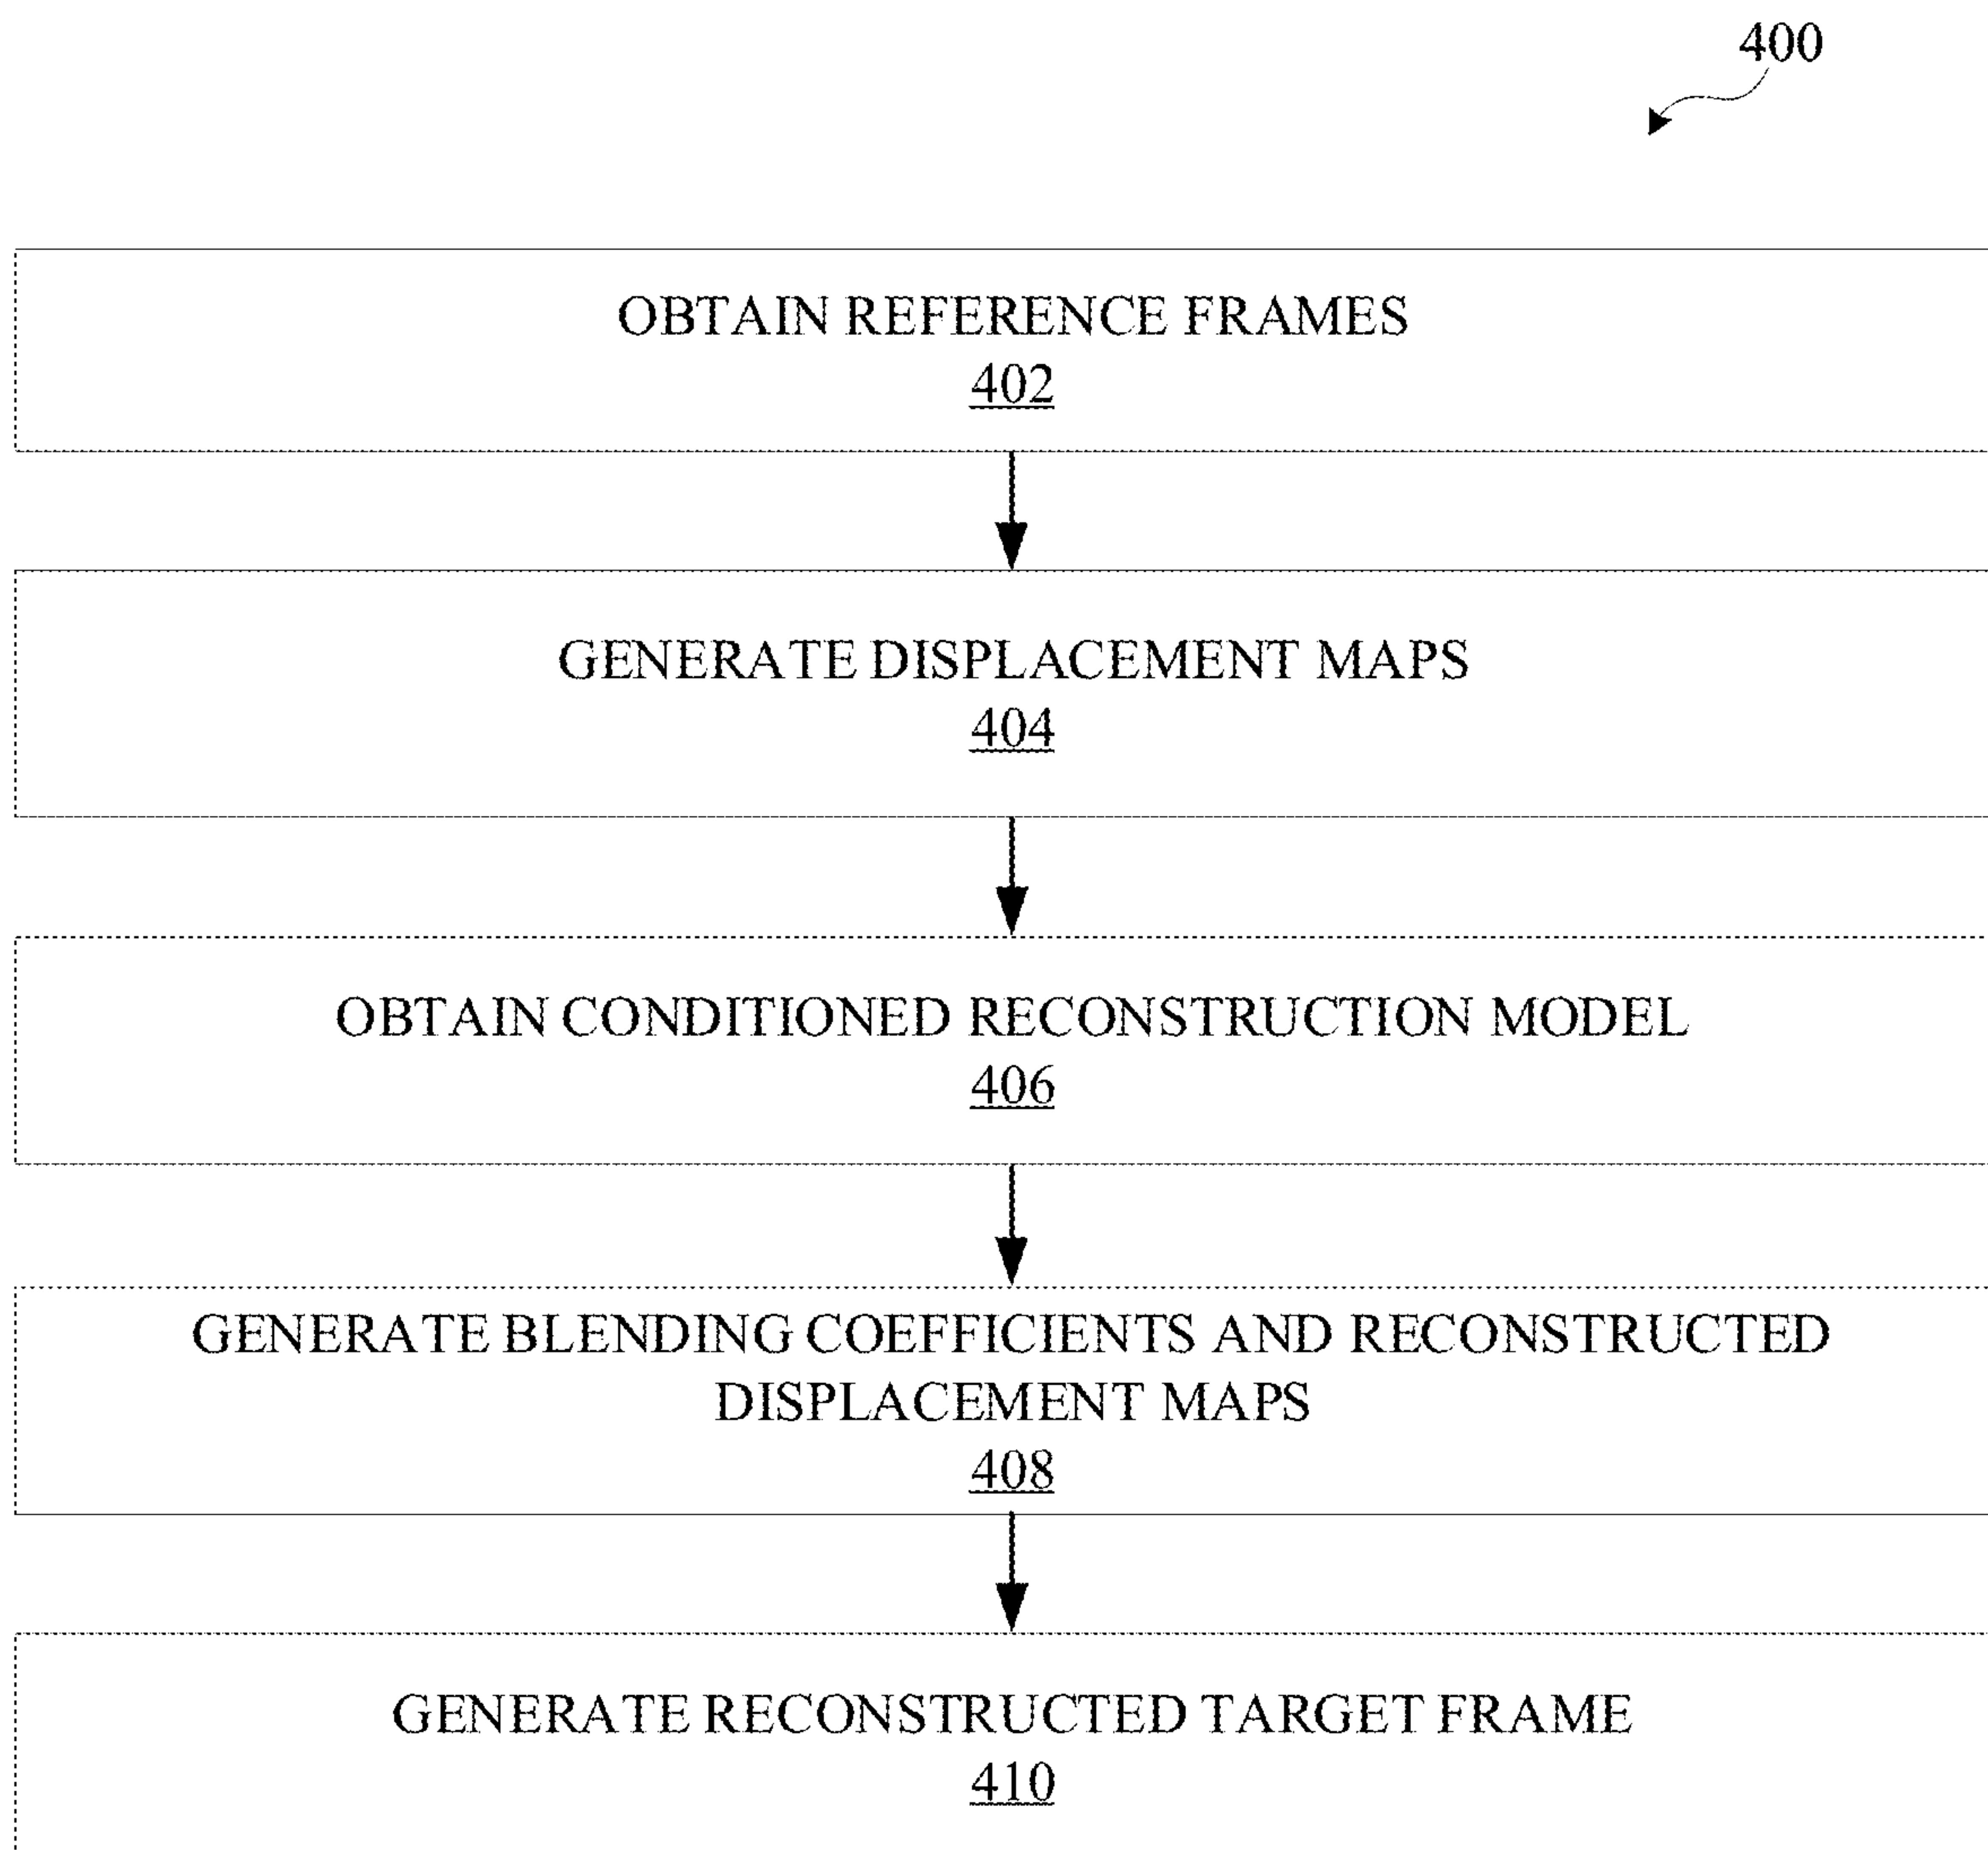 400
OBTAIN REFERENCE FRAMES
402
GENERATE DISPLACEMENT MAPS
404
OBTAIN CONDITIONED RECONSTRUCTION MODEL
406
GENERATE BLENDING COEFFICIENTS AND RECONSTRUCTED
DISPLACEMENT MAPS
408
GENERATE RECONSTRUCTED TARGET FRAME
410